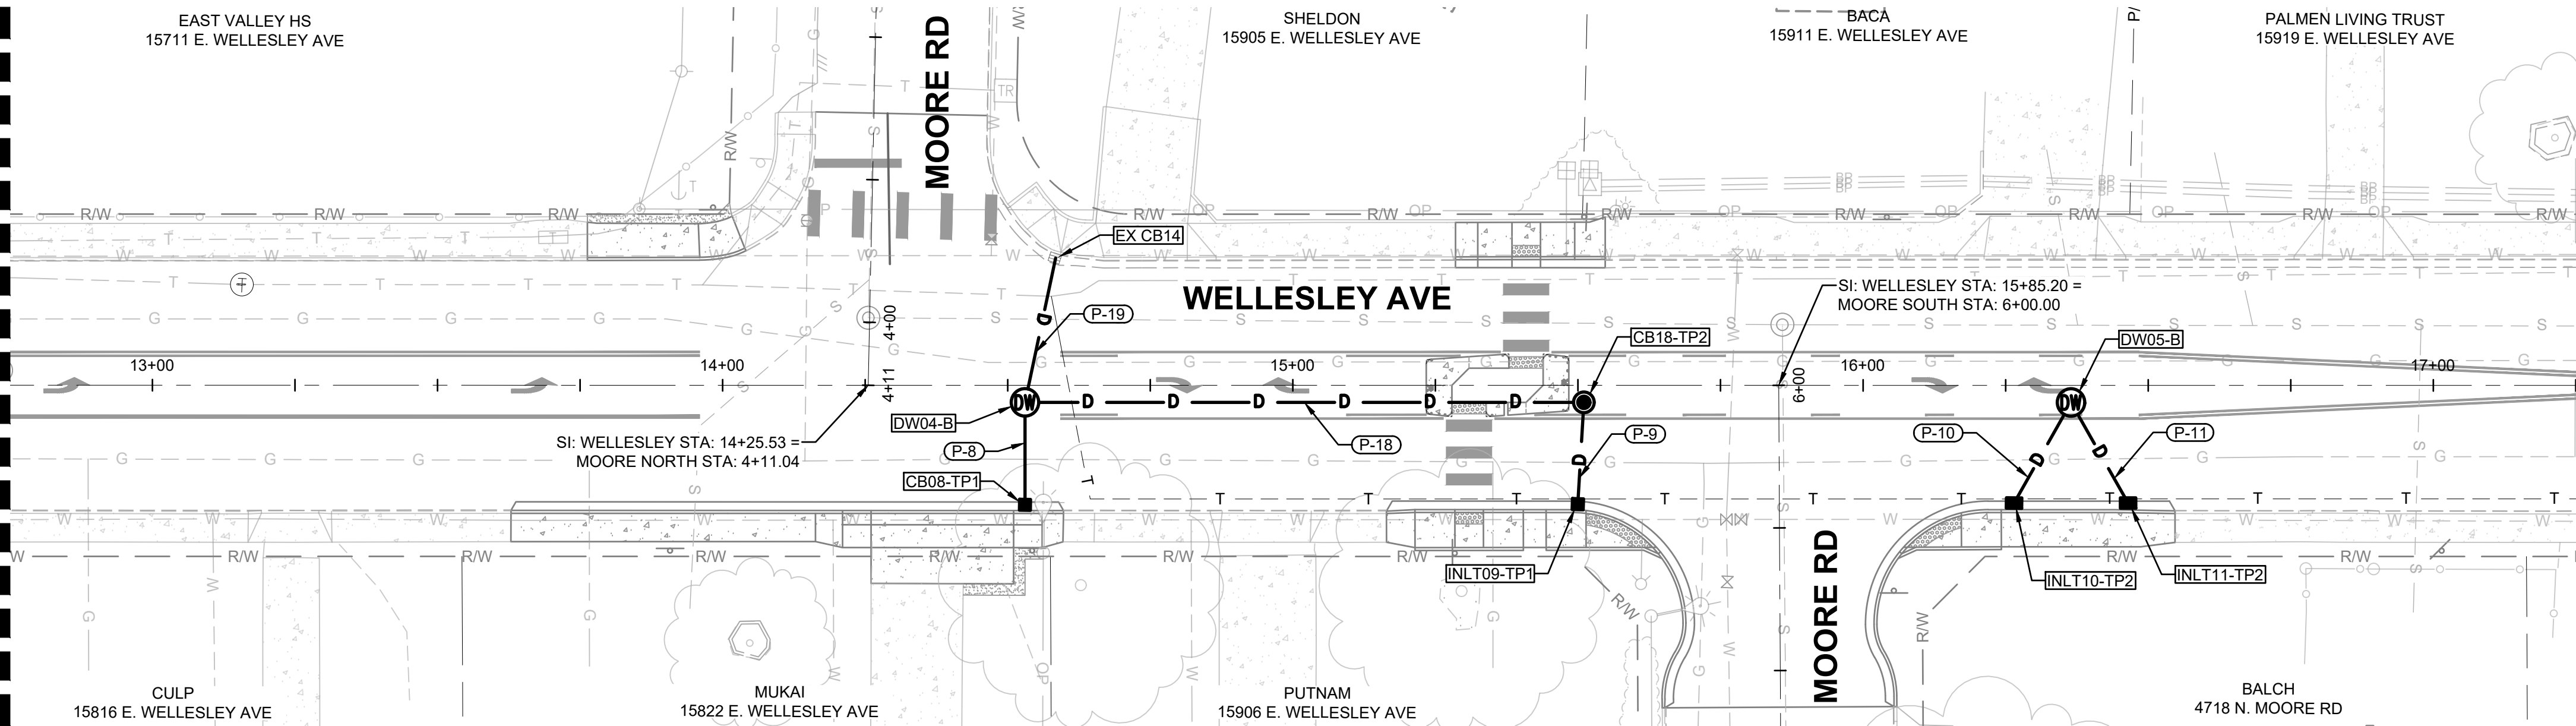 EAST VALLEY HS
15711 E. WELLESLEY AVE
MOORE RD
SHELDON
15905 E. WELLESLEY AVE
BACA
15911 E. WELLESLEY AVE
PALMEN LIVING TRUST
15919 E. WELLESLEY AVE
R/W
TR
R/W
R/W
R/W
R/W
R/W
R/W
R/W
R/W
R/W
R/W
EX CB14
WELLESLEY AVE
P-19
SI: WELLESLEY STA: 15+85.20 =
MOORE SOUTH STA: 6+00.00
CB18-TP2
DW05-B
4+00
13+00
14+00
15+00
16+00
17+00
4+11
6+00
DW
D
D
D
D
D
D
D
DW
DW04-B
SI: WELLESLEY STA: 14+25.53 =
MOORE NORTH STA: 4+11.04
P-8
P-18
P-9
P-10
P-11
D
D
D
CB08-TP1
T
T
T
T
T
T
T
T
T
T
T
R/W
R/W
R/W
R/W
R/W
R/W
R/W
R/W
INLT09-TP1
INLT10-TP2
INLT11-TP2
R/W
R/W
MOORE RD
CULP
15816 E. WELLESLEY AVE
MUKAI
15822 E. WELLESLEY AVE
PUTNAM
15906 E. WELLESLEY AVE
BALCH
4718 N. MOORE RD